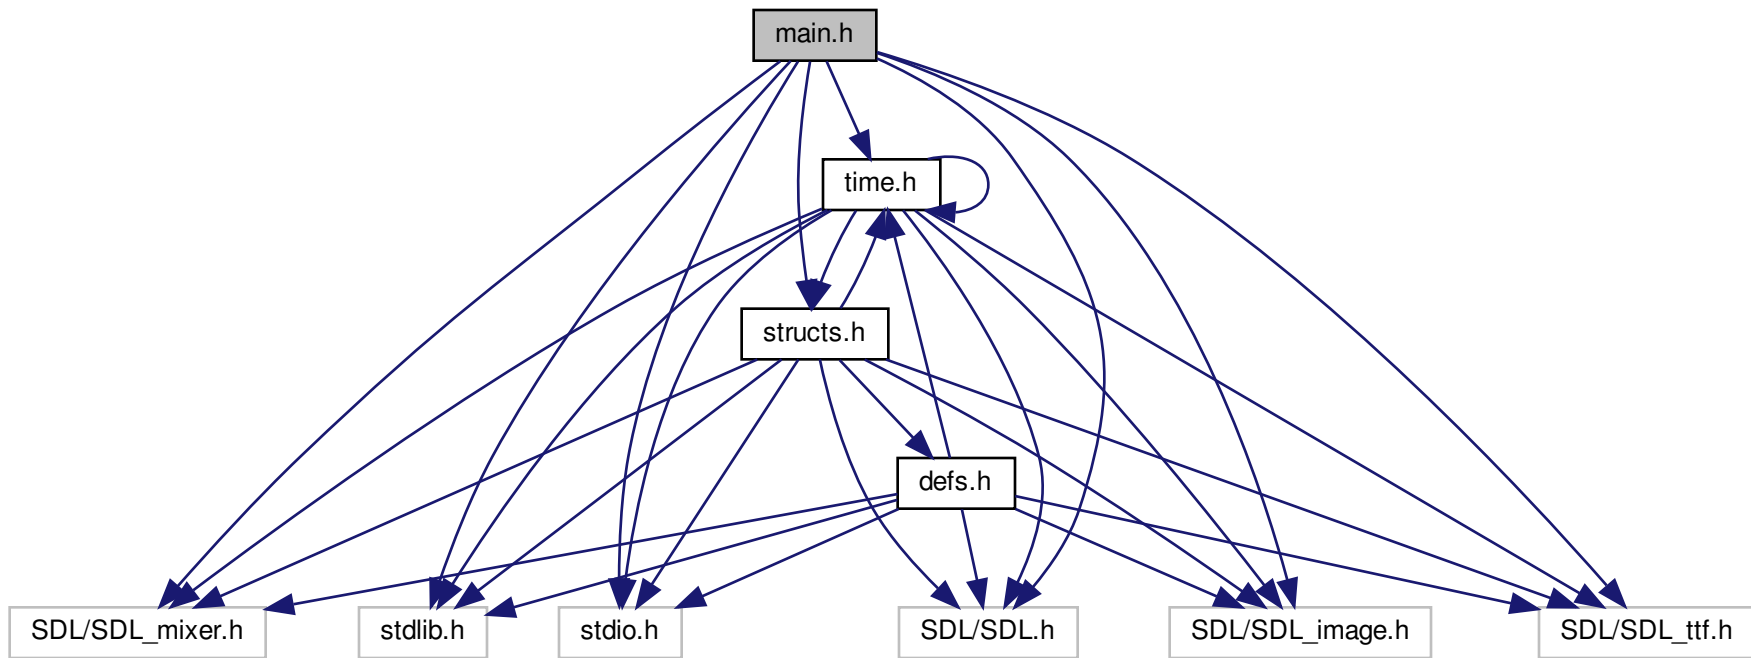 main.h
time.h
structs.h
defs.h
SDL/SDL_mixer.h
stdlib.h
stdio.h
SDL/SDL.h
SDL/SDL_image.h
SDL/SDL_ttf.h